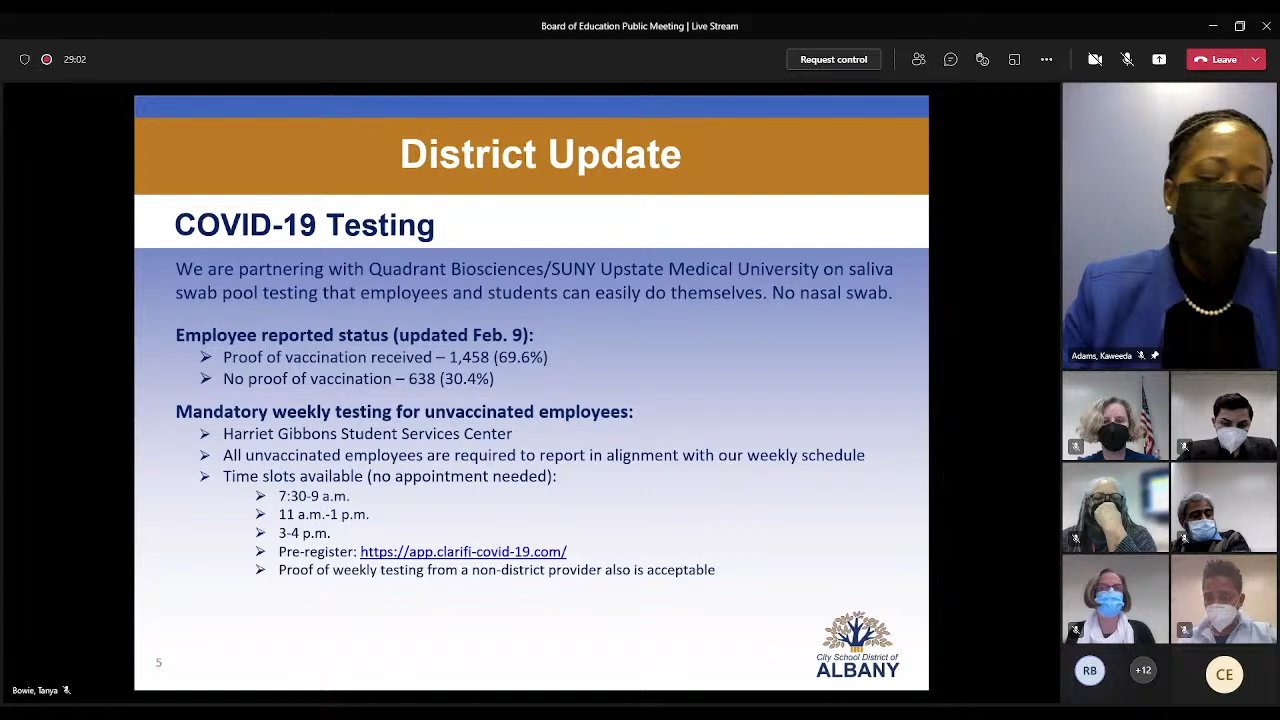 Board of Education Public Meeting | Live Stream
29:02
Request control
Leave
District Update
COVID-19 Testing
We are partnering with Quadrant Biosciences/SUNY Upstate Medical University on saliva
swab pool testing that employees and students can easily do themselves. No nasal swab.
Employee reported status (updated Feb. 9):
Proof of vaccination received – 1,458 (69.6%)
No proof of vaccination – 638 (30.4%)
Mandatory weekly testing for unvaccinated employees:
Harriet Gibbons Student Services Center
All unvaccinated employees are required to report in alignment with our weekly schedule
Time slots available (no appointment needed):
7:30-9 a.m.
11 a.m.-1 p.m.
3-4 p.m.
Pre-register: https://app.clarifi-covid-19.com/
Proof of weekly testing from a non-district provider also is acceptable
City School District of
ALBANY
5
Bowie, Tanya
Adams, Kaweeda
RB
+12
CE